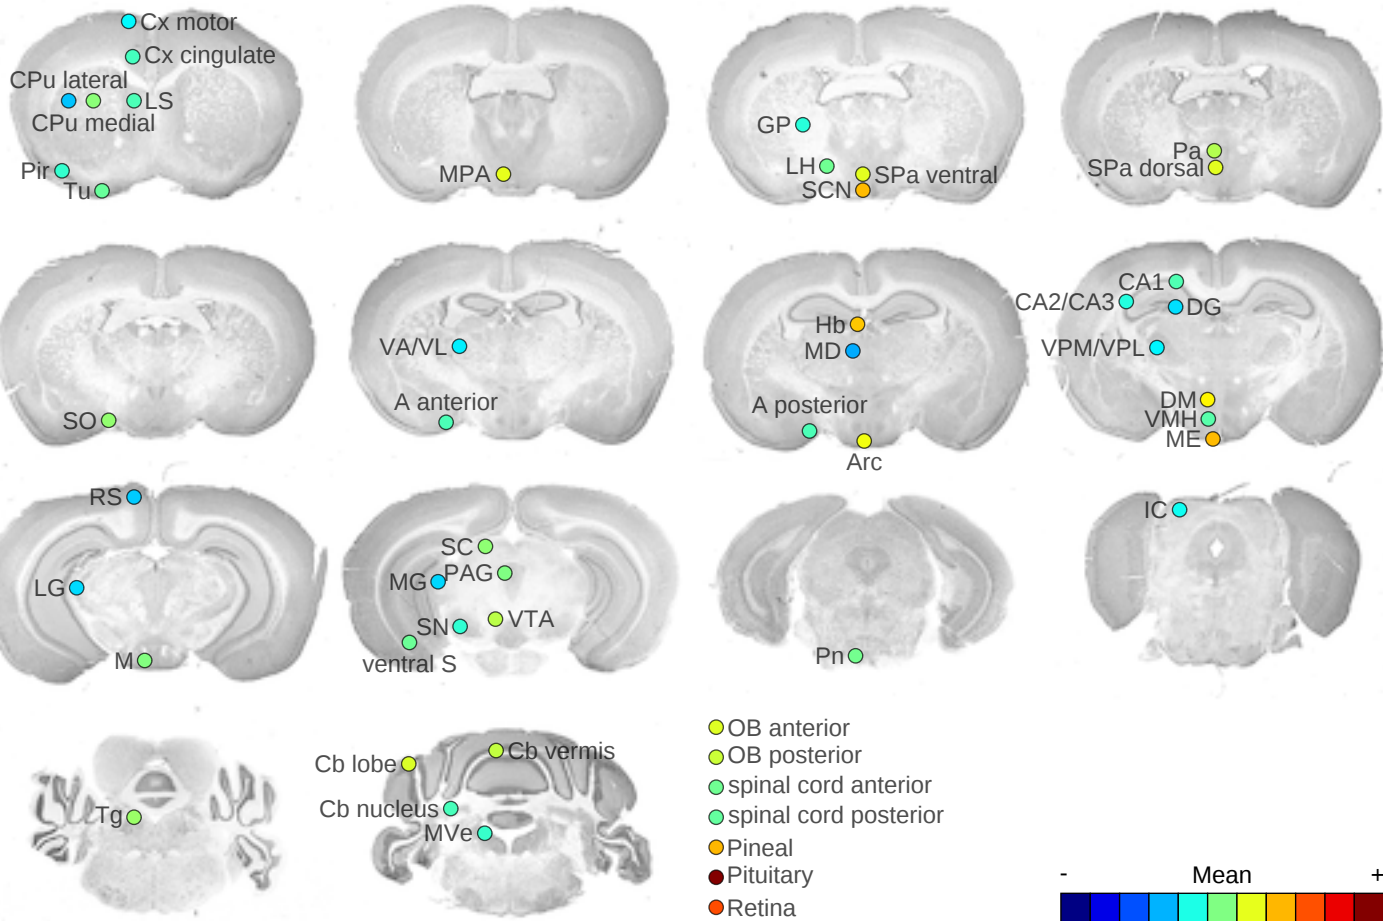 Cx motor
Cx cingulate
CPu lateral
LS
CPu medial
Pir
Tu
MPA
GP
LH
SPa ventral
SCN
Pa
SPa dorsal
SO
VA/VL
A anterior
Hb
MD
A posterior
Arc
CA1
CA2/CA3
DG
VPM/VPL
DM
VMH
ME
RS
LG
M
SC
PAG
MG
VTA
SN
ventral S
Pn
IC
Tg
Cb vermis
Cb lobe
Cb nucleus
MVe
OB anterior
OB posterior
spinal cord anterior
spinal cord posterior
Pineal
Pituitary
Retina
- Mean +